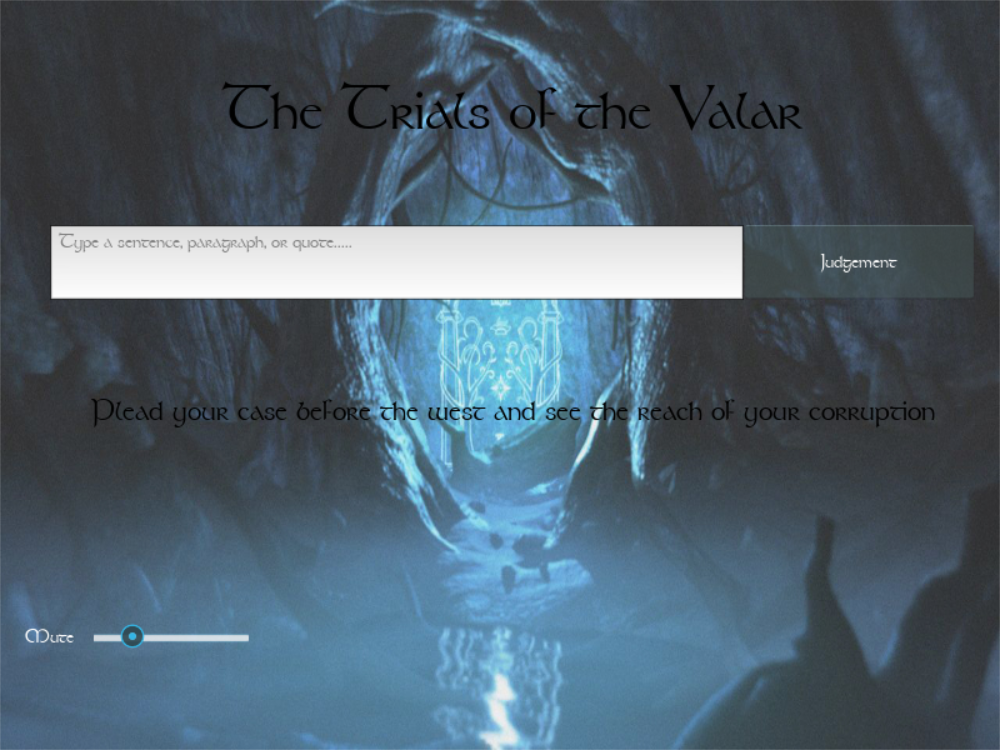 The Trials of the Valar
Type a sentence, paragraph, or quote.....
Judgement
Plead your case before the west and see the reach of your corruption
Mute